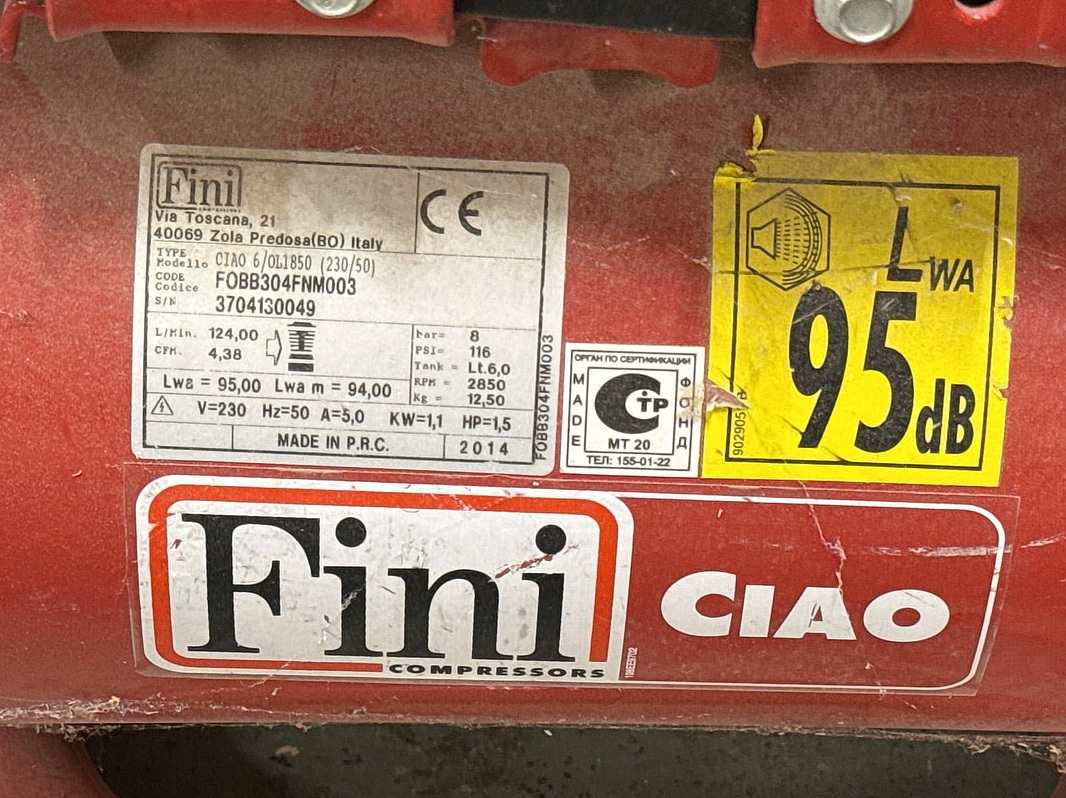 Fini
Via Toscana, 21
40069 Zola Predosa(BO) Italy
CE
TYPE
Modello CIAO 6/OL1850 (230/50)
CODE
Codice FOBB304FNM003
S/N 3704130049
L/Min. 124,00
CFM. 4,38
bar= 8
PSI= 116
Tank = Lt.6,0
RPM = 2850
Kg = 12,50
Lwa = 95,00 Lwa m = 94,00
V=230 Hz=50 A=5,0 KW=1,1 HP=1,5
MADE IN P.R.C. 2014
FOBB304FNM003
ОРГАН ПО СЕРТИФИКАЦИИ
MADE
СТР
ФОНД
МТ 20
ТЕЛ: 155-01-22
LWA
95dB
Fini
COMPRESSORS
CIAO